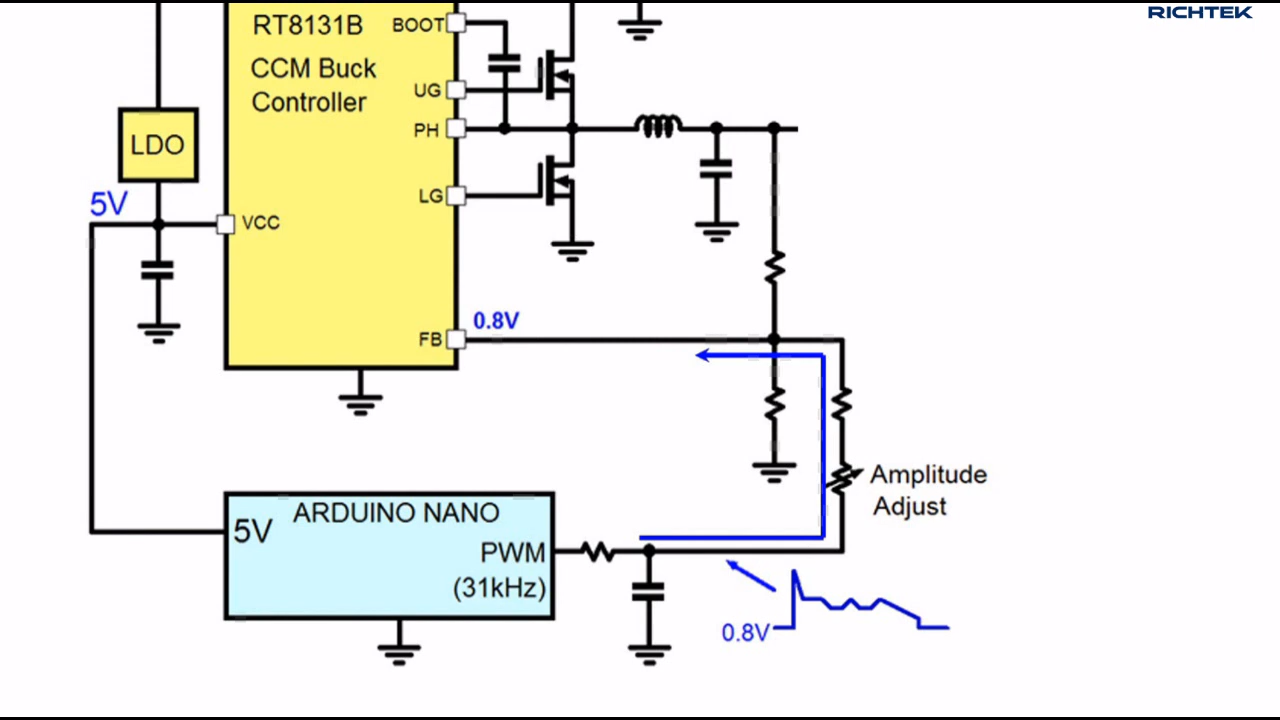 RICHTEK
RT8131B
CCM Buck
Controller
BOOT
UG
PH
LG
LDO
5V
VCC
FB
0.8V
Amplitude
Adjust
ARDUINO NANO
5V
PWM
(31kHz)
0.8V